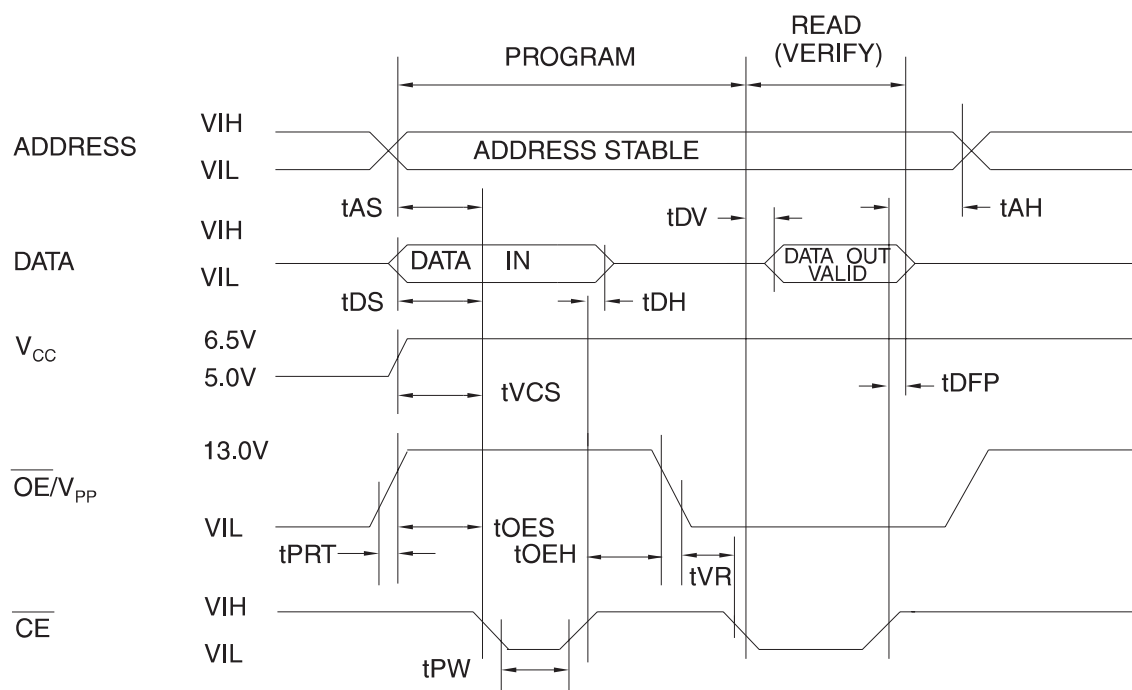 READ
(VERIFY)
PROGRAM
VIH
ADDRESS
ADDRESS STABLE
VIL
tAS
tDV
tAH
VIH
DATA
DATA IN
DATA OUT
VALID
VIL
tDS
tDH
VCC
6.5V
5.0V
tVCS
tDFP
13.0V
OE/VPP
VIL
tOES
tPRT
tOEH
tVR
VIH
CE
VIL
tPW